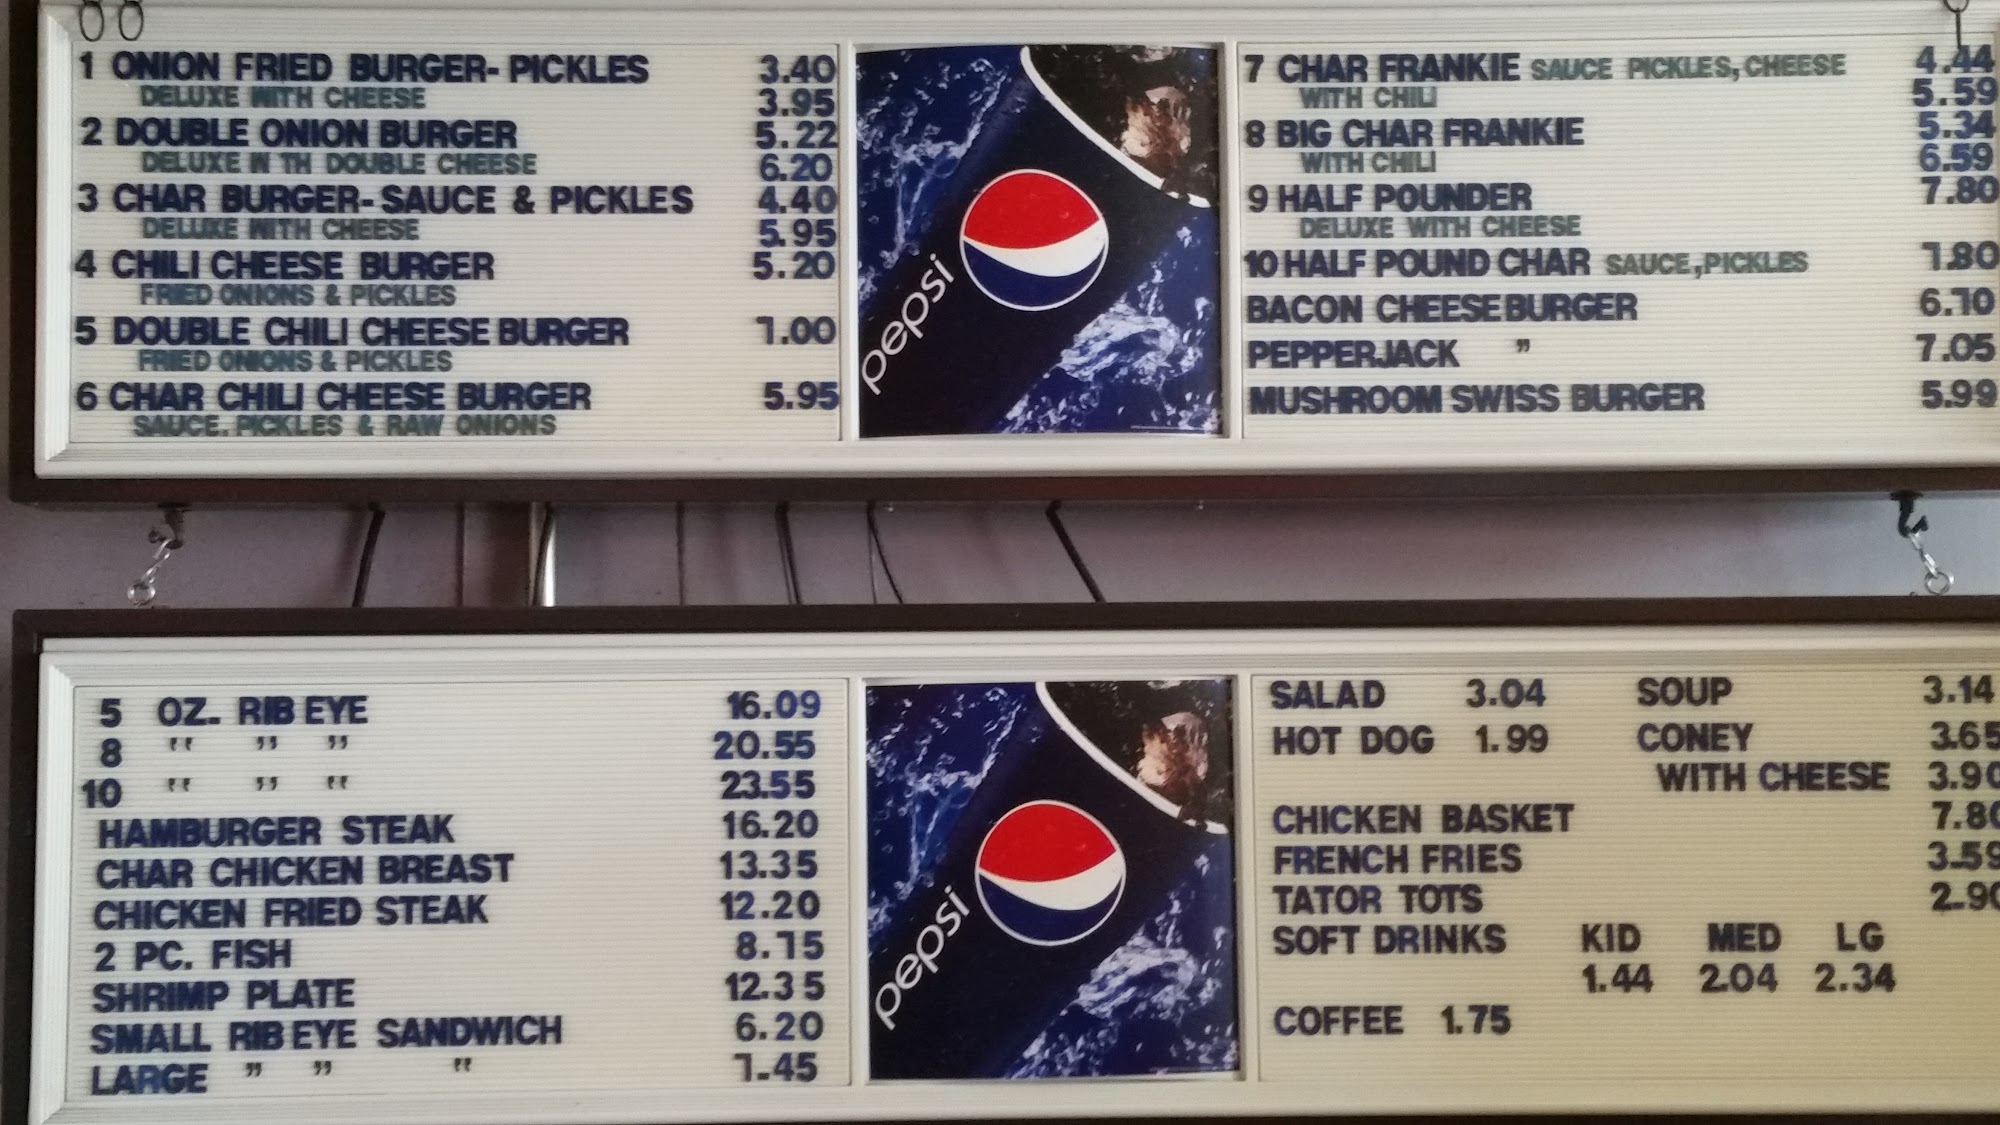 1 ONION FRIED BURGER- PICKLES 3.40
DELUXE WITH CHEESE 3.95
2 DOUBLE ONION BURGER 5.22
DELUXE WITH DOUBLE CHEESE 6.20
3 CHAR BURGER- SAUCE & PICKLES 4.40
DELUXE WITH CHEESE 5.95
4 CHILI CHEESE BURGER 5.20
FRIED ONIONS & PICKLES
5 DOUBLE CHILI CHEESE BURGER 7.00
FRIED ONIONS & PICKLES
6 CHAR CHILI CHEESE BURGER 5.95
SAUCE, PICKLES & RAW ONIONS
pepsi
7 CHAR FRANKIE SAUCE PICKLES, CHEESE 4.44
WITH CHILI 5.59
8 BIG CHAR FRANKIE 5.34
WITH CHILI 6.59
9 HALF POUNDER 7.80
DELUXE WITH CHEESE
10 HALF POUND CHAR SAUCE, PICKLES 7.80
BACON CHEESEBURGER 6.70
PEPPERJACK " 7.05
MUSHROOM SWISS BURGER 5.99
5 OZ. RIB EYE 16.09
8 " " " 20.55
10 " " " 23.55
HAMBURGER STEAK 16.20
CHAR CHICKEN BREAST 13.35
CHICKEN FRIED STEAK 12.20
2 PC. FISH 8.75
SHRIMP PLATE 12.35
SMALL RIB EYE SANDWICH 6.20
LARGE " " " 7.45
pepsi
SALAD 3.04 SOUP 3.14
HOT DOG 1.99 CONEY 3.65
WITH CHEESE 3.90
CHICKEN BASKET 7.80
FRENCH FRIES 3.59
TATOR TOTS 2.90
SOFT DRINKS KID MED LG
1.44 2.04 2.34
COFFEE 1.75